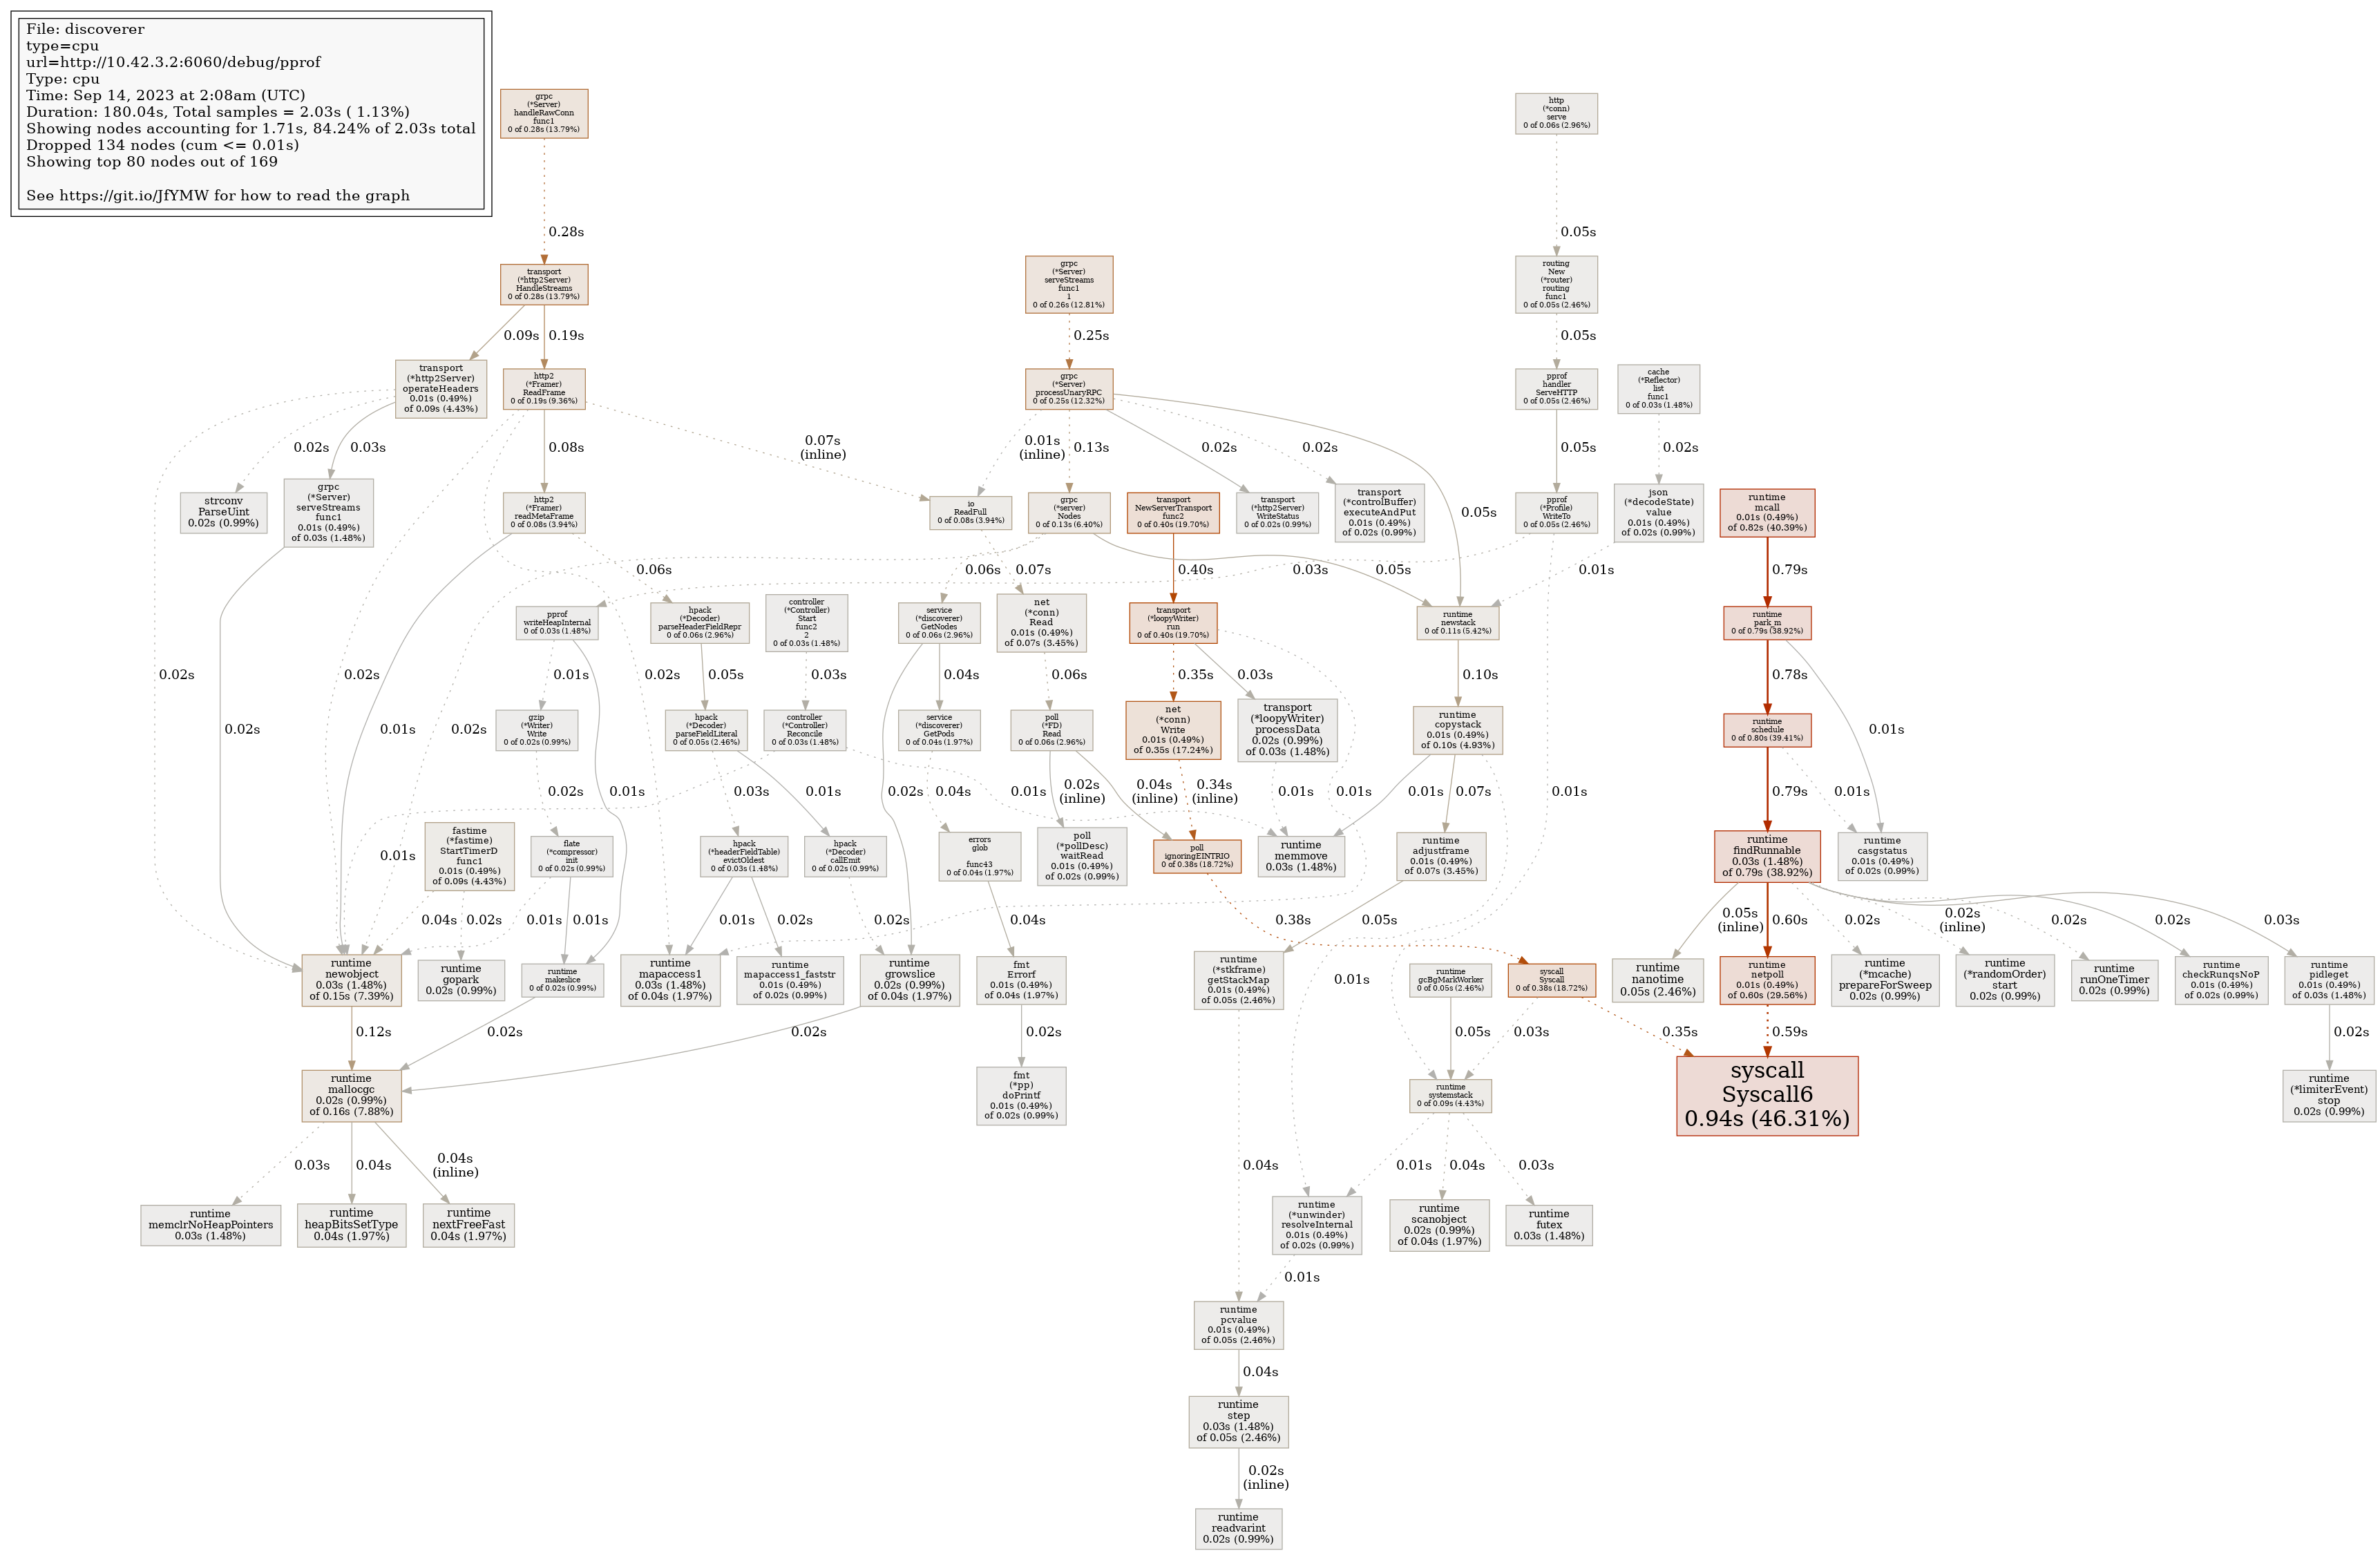 File: discoverer
type=cpu
url=http://10.42.3.2:6060/debug/pprof
Type: cpu
Time: Sep 14, 2023 at 2:08am (UTC)
Duration: 180.04s, Total samples = 2.03s ( 1.13%)
Showing nodes accounting for 1.71s, 84.24% of 2.03s total
Dropped 134 nodes (cum <= 0.01s)
Showing top 80 nodes out of 169
See https://git.io/JfYMW for how to read the graph
grpc
(*Server)
handleRawConn
func1
0 of 0.28s (13.79%)
http
(*conn)
serve
0 of 0.06s (2.96%)
0.28s
0.05s
transport
(*http2Server)
HandleStreams
0 of 0.28s (13.79%)
grpc
(*Server)
serveStreams
func1
1
0 of 0.26s (12.81%)
routing
New
(*router)
routing
func1
0 of 0.05s (2.46%)
0.09s
0.19s
0.25s
0.05s
transport
(*http2Server)
operateHeaders
0.01s (0.49%)
of 0.09s (4.43%)
http2
(*Framer)
ReadFrame
0 of 0.19s (9.36%)
grpc
(*Server)
processUnaryRPC
0 of 0.25s (12.32%)
pprof
handler
ServeHTTP
0 of 0.05s (2.46%)
cache
(*Reflector)
list
func1
0 of 0.03s (1.48%)
0.02s
0.03s
0.08s
0.07s
(inline)
0.01s
(inline)
0.13s
0.02s
0.02s
0.05s
0.02s
strconv
ParseUint
0.02s (0.99%)
grpc
(*Server)
serveStreams
func1
0.01s (0.49%)
of 0.03s (1.48%)
http2
(*Framer)
readMetaFrame
0 of 0.08s (3.94%)
io
ReadFull
0 of 0.08s (3.94%)
grpc
(*server)
Nodes
0 of 0.13s (6.40%)
transport
NewServerTransport
func2
0 of 0.40s (19.70%)
transport
(*http2Server)
WriteStatus
0 of 0.02s (0.99%)
transport
(*controlBuffer)
executeAndPut
0.01s (0.49%)
of 0.02s (0.99%)
0.05s
pprof
(*Profile)
WriteTo
0 of 0.05s (2.46%)
json
(*decodeState)
value
0.01s (0.49%)
of 0.02s (0.99%)
runtime
mcall
0.01s (0.49%)
of 0.82s (40.39%)
0.06s
0.06s
0.07s
0.40s
0.03s
0.05s
0.01s
0.79s
pprof
writeHeapInternal
0 of 0.03s (1.48%)
hpack
(*Decoder)
parseHeaderFieldRepr
0 of 0.06s (2.96%)
controller
(*Controller)
Start
func2
2
0 of 0.03s (1.48%)
service
(*discoverer)
GetNodes
0 of 0.06s (2.96%)
net
(*conn)
Read
0.01s (0.49%)
of 0.07s (3.45%)
transport
(*loopyWriter)
run
0 of 0.40s (19.70%)
runtime
newstack
0 of 0.11s (5.42%)
runtime
park_m
0 of 0.79s (38.92%)
0.02s
0.02s
0.01s
0.02s
0.05s
0.03s
0.04s
0.06s
0.35s
0.03s
0.10s
0.78s
0.02s
0.01s
0.02s
gzip
(*Writer)
Write
0 of 0.02s (0.99%)
hpack
(*Decoder)
parseFieldLiteral
0 of 0.05s (2.46%)
controller
(*Controller)
Reconcile
0 of 0.03s (1.48%)
service
(*discoverer)
GetPods
0 of 0.04s (1.97%)
poll
(*FD)
Read
0 of 0.06s (2.96%)
net
(*conn)
Write
0.01s (0.49%)
of 0.35s (17.24%)
transport
(*loopyWriter)
processData
0.02s (0.99%)
of 0.03s (1.48%)
runtime
copystack
0.01s (0.49%)
of 0.10s (4.93%)
runtime
schedule
0 of 0.80s (39.41%)
0.01s
0.02s
0.01s
0.03s
0.01s
0.02s
0.04s
0.01s
0.02s
(inline)
0.04s
(inline)
0.34s
(inline)
0.01s
0.01s
0.01s
0.07s
0.01s
0.79s
0.01s
fastime
(*fastime)
StartTimerD
func1
0.01s (0.49%)
of 0.09s (4.43%)
flate
(*compressor)
init
0 of 0.02s (0.99%)
hpack
(*headerFieldTable)
evictOldest
0 of 0.03s (1.48%)
hpack
(*Decoder)
callEmit
0 of 0.02s (0.99%)
errors
glob
func43
0 of 0.04s (1.97%)
poll
(*pollDesc)
waitRead
0.01s (0.49%)
of 0.02s (0.99%)
poll
ignoringEINTRIO
0 of 0.38s (18.72%)
runtime
memmove
0.03s (1.48%)
runtime
adjustframe
0.01s (0.49%)
of 0.07s (3.45%)
runtime
findRunnable
0.03s (1.48%)
of 0.79s (38.92%)
runtime
casgstatus
0.01s (0.49%)
of 0.02s (0.99%)
0.01s
0.04s
0.02s
0.01s
0.01s
0.01s
0.02s
0.02s
0.04s
0.38s
0.05s
0.05s
(inline)
0.60s
0.02s
0.02s
(inline)
0.02s
0.02s
0.03s
runtime
newobject
0.03s (1.48%)
of 0.15s (7.39%)
runtime
gopark
0.02s (0.99%)
runtime
makeslice
0 of 0.02s (0.99%)
runtime
mapaccess1
0.03s (1.48%)
of 0.04s (1.97%)
runtime
mapaccess1_faststr
0.01s (0.49%)
of 0.02s (0.99%)
runtime
growslice
0.02s (0.99%)
of 0.04s (1.97%)
fmt
Errorf
0.01s (0.49%)
of 0.04s (1.97%)
runtime
(*stkframe)
getStackMap
0.01s (0.49%)
of 0.05s (2.46%)
0.01s
runtime
gcBgMarkWorker
0 of 0.05s (2.46%)
syscall
Syscall
0 of 0.38s (18.72%)
runtime
nanotime
0.05s (2.46%)
runtime
netpoll
0.01s (0.49%)
of 0.60s (29.56%)
runtime
(*mcache)
prepareForSweep
0.02s (0.99%)
runtime
(*randomOrder)
start
0.02s (0.99%)
runtime
runOneTimer
0.02s (0.99%)
runtime
checkRunqsNoP
0.01s (0.49%)
of 0.02s (0.99%)
runtime
pidleget
0.01s (0.49%)
of 0.03s (1.48%)
0.12s
0.02s
0.02s
0.02s
0.05s
0.03s
0.35s
0.59s
0.02s
runtime
mallocgc
0.02s (0.99%)
of 0.16s (7.88%)
fmt
(*pp)
doPrintf
0.01s (0.49%)
of 0.02s (0.99%)
runtime
systemstack
0 of 0.09s (4.43%)
syscall
Syscall6
0.94s (46.31%)
runtime
(*limiterEvent)
stop
0.02s (0.99%)
0.03s
0.04s
0.04s
(inline)
0.04s
0.01s
0.04s
0.03s
runtime
memclrNoHeapPointers
0.03s (1.48%)
runtime
heapBitsSetType
0.04s (1.97%)
runtime
nextFreeFast
0.04s (1.97%)
runtime
(*unwinder)
resolveInternal
0.01s (0.49%)
of 0.02s (0.99%)
runtime
scanobject
0.02s (0.99%)
of 0.04s (1.97%)
runtime
futex
0.03s (1.48%)
0.01s
runtime
pcvalue
0.01s (0.49%)
of 0.05s (2.46%)
0.04s
runtime
step
0.03s (1.48%)
of 0.05s (2.46%)
0.02s
(inline)
runtime
readvarint
0.02s (0.99%)